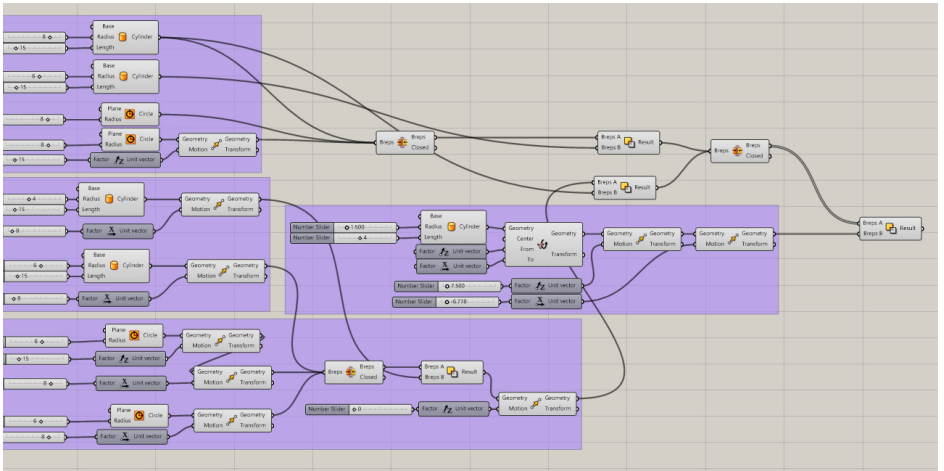 Base
8 Radius Cylinder
15 Length
Base
6 Radius Cylinder
15 Length
Plane Circle
8 Radius
Plane Circle
8 Radius
Geometry Geometry
Motion Transform
15 Factor Unit vector
Breps Breps
Closed
Breps A Result
Breps B
Breps Breps
Closed
Breps A Result
Breps B
Breps A Result
Breps B
Base
4 Radius Cylinder
15 Length
Geometry Geometry
Motion Transform
8 Factor Unit vector
Base
6 Radius Cylinder
15 Length
Geometry Geometry
Motion Transform
8 Factor Unit vector
Base
Number Slider 1.500 Radius Cylinder
Number Slider 4 Length
Factor Unit vector
Factor Unit vector
Geometry Geometry
Center
From
To Transform
Geometry Geometry
Motion Transform
Geometry Geometry
Motion Transform
Number Slider 7.500 Factor Unit vector
Number Slider -6.778 Factor Unit vector
Plane Circle
6 Radius
Geometry Geometry
Motion Transform
15 Factor Unit vector
Geometry Geometry
Motion Transform
8 Factor Unit vector
Plane Circle
6 Radius
Geometry Geometry
Motion Transform
8 Factor Unit vector
Breps Breps
Closed
Breps A Result
Breps B
Number Slider 0 Factor Unit vector
Geometry Geometry
Motion Transform